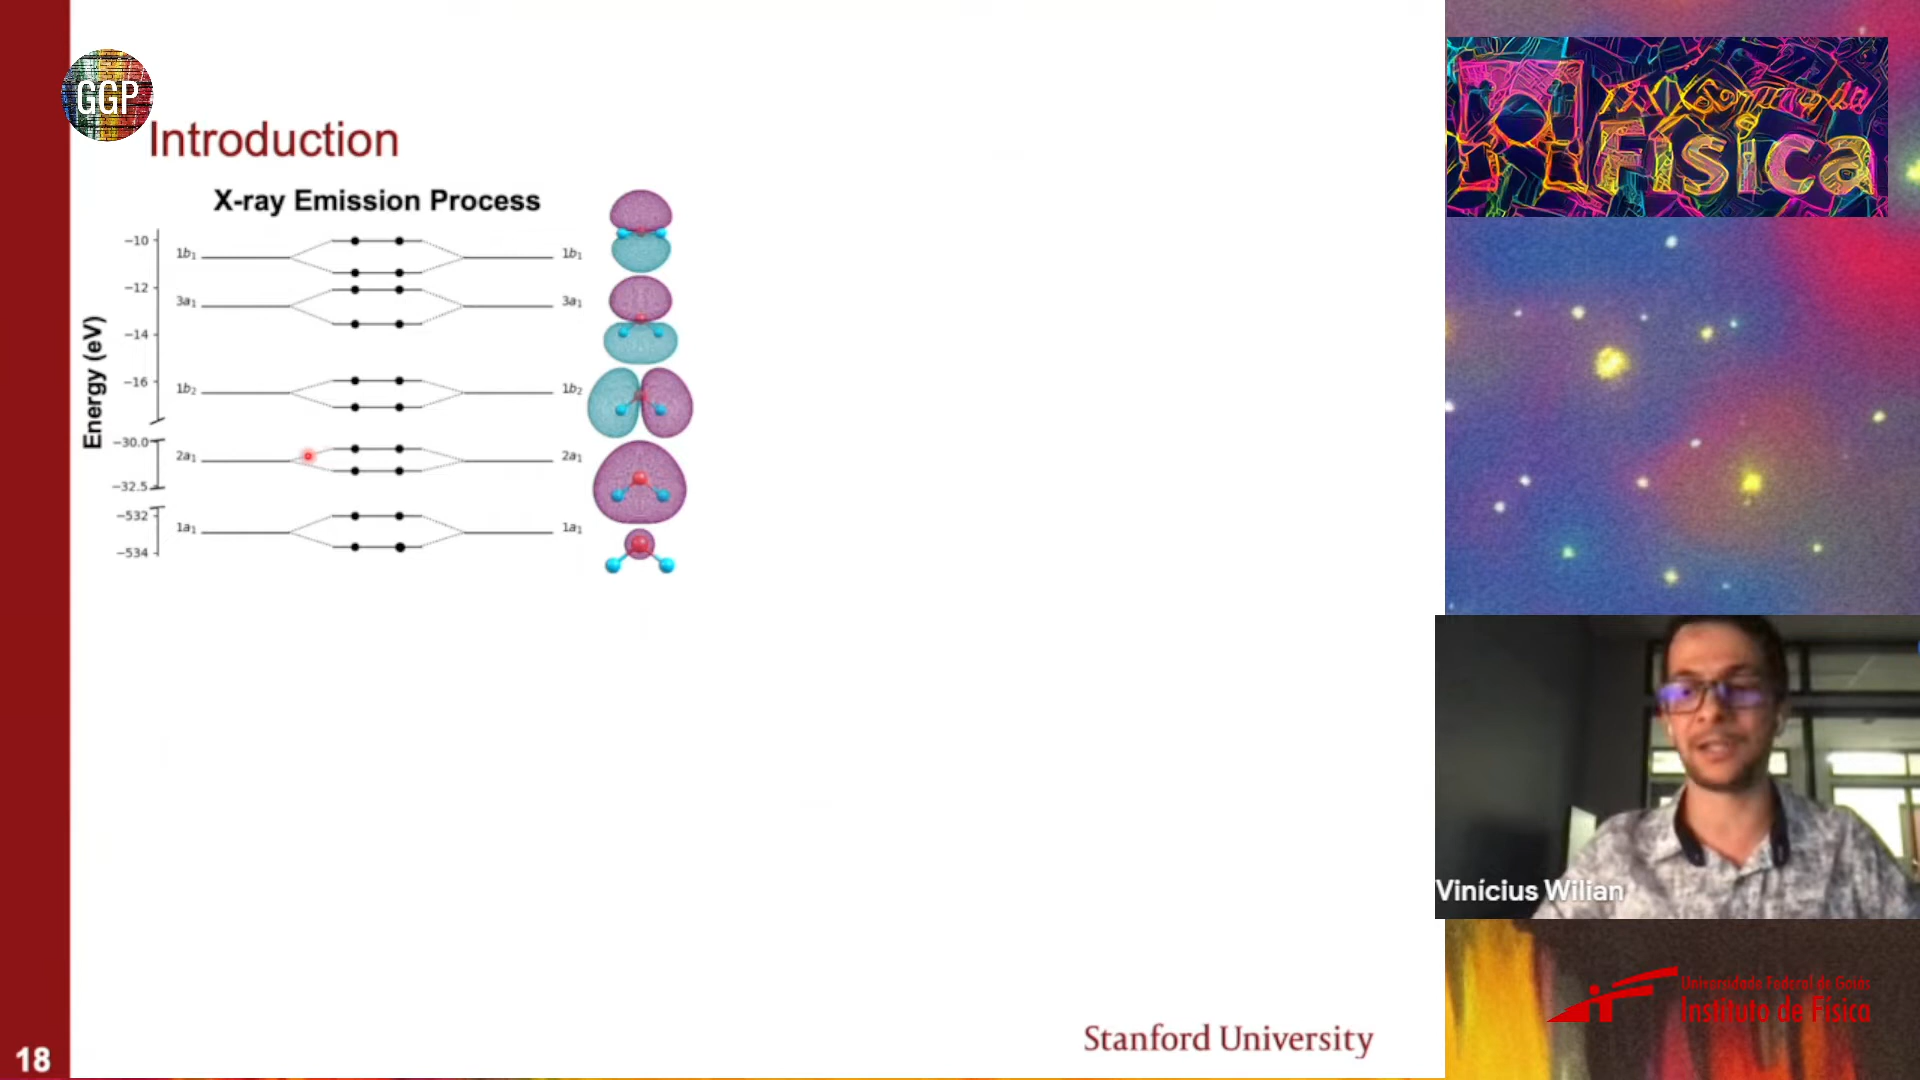 GGP
Introduction
X-ray Emission Process
Energy (eV)
−10
−12
−14
−16
−30.0
−32.5
−532
−534
1b₁
1b₁
3a₁
3a₁
1b₂
1b₂
2a₁
2a₁
1a₁
1a₁
Stanford University
18
Física
Vinícius Wilian
Universidade Federal de Goiás
Instituto de Física